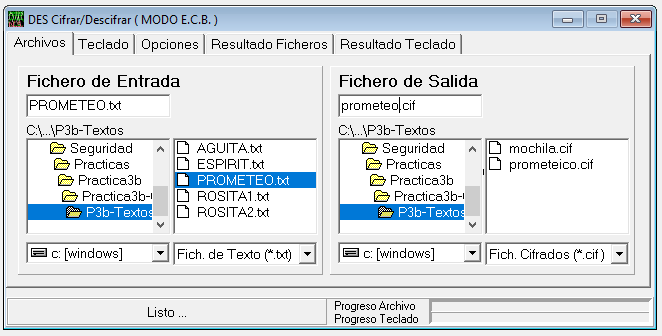 DES Cifrar/Descifrar ( MODO E.C.B. )
Archivos Teclado Opciones Resultado Ficheros Resultado Teclado
Fichero de Entrada
PROMETEO.txt
C:\...\P3b-Textos
Seguridad
Practicas
Practica3b
Practica3b-
P3b-Textos
AGUITA.txt
ESPIRIT.txt
PROMETEO.txt
ROSITA1.txt
ROSITA2.txt
c: [windows]
Fich. de Texto (*.txt)
Fichero de Salida
prometeo.cif
C:\...\P3b-Textos
Seguridad
Practicas
Practica3b
Practica3b-
P3b-Textos
mochila.cif
prometeico.cif
c: [windows]
Fich. Cifrados (*.cif )
Listo ...
Progreso Archivo
Progreso Teclado